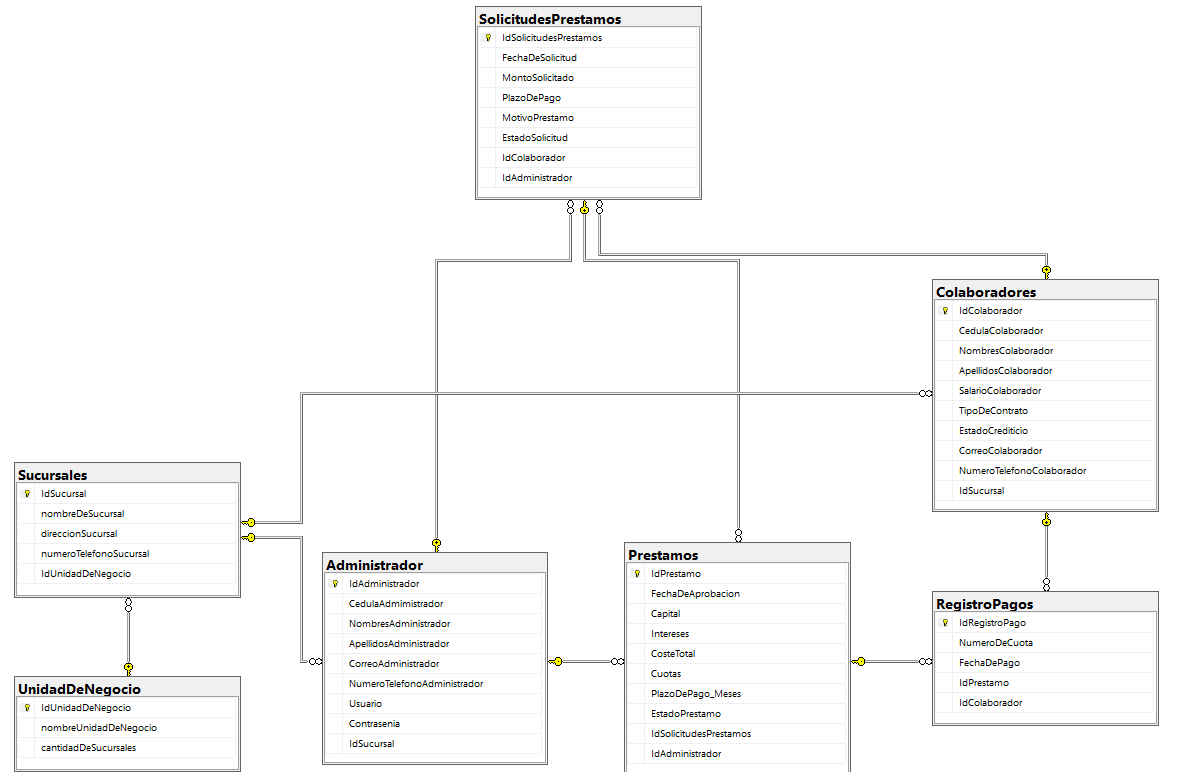 SolicitudesPrestamos
IdSolicitudesPrestamos
FechaDeSolicitud
MontoSolicitado
PlazoDePago
MotivoPrestamo
EstadoSolicitud
IdColaborador
IdAdministrador
Colaboradores
IdColaborador
CedulaColaborador
NombresColaborador
ApellidosColaborador
SalarioColaborador
TipoDeContrato
EstadoCrediticio
CorreoColaborador
NumeroTelefonoColaborador
IdSucursal
Sucursales
IdSucursal
nombreDeSucursal
direccionSucursal
numeroTelefonoSucursal
IdUnidadDeNegocio
Administrador
IdAdministrador
CedulaAdmimistrador
NombresAdministrador
ApellidosAdministrador
CorreoAdministrador
NumeroTelefonoAdministrador
Usuario
Contrasenia
IdSucursal
Prestamos
IdPrestamo
FechaDeAprobacion
Capital
Intereses
CosteTotal
Cuotas
PlazoDePago_Meses
EstadoPrestamo
IdSolicitudesPrestamos
IdAdministrador
RegistroPagos
IdRegistroPago
NumeroDeCuota
FechaDePago
IdPrestamo
IdColaborador
UnidadDeNegocio
IdUnidadDeNegocio
nombreUnidadDeNegocio
cantidadDeSucursales